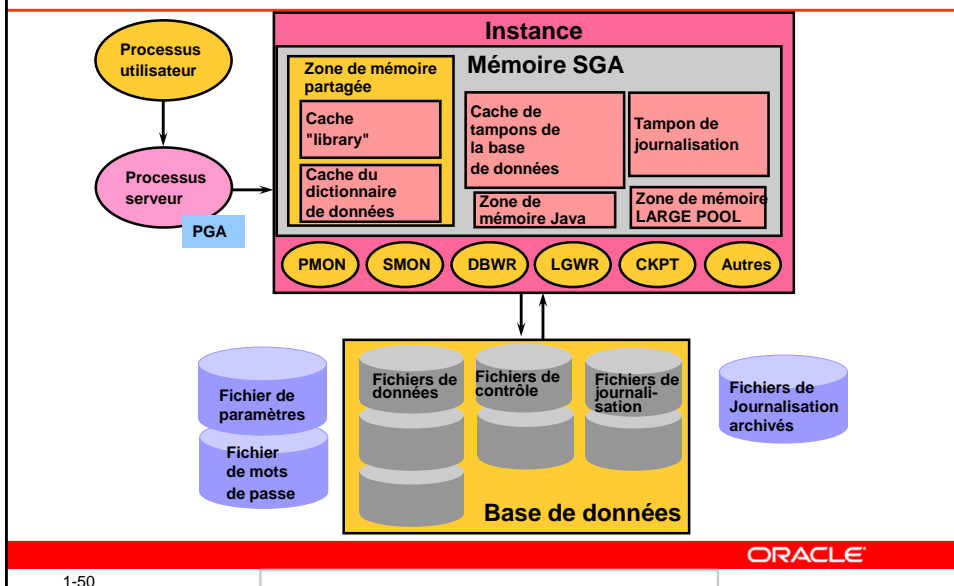 Instance
Processus
utilisateur
Mémoire SGA
Zone de mémoire
partagée
Cache
"library"
Cache de
tampons de
la base
de données
Tampon de
journalisation
Processus
serveur
PGA
Cache du
dictionnaire
de données
Zone de
mémoire Java
Zone de mémoire
LARGE POOL
PMON
SMON
DBWR
LGWR
CKPT
Autres
Fichier de
paramètres
Fichier
de mots
de passe
Fichiers de
données
Fichiers de
contrôle
Fichiers de
journali-
sation
Fichiers de
Journalisation
archivés
Base de données
ORACLE
1-50